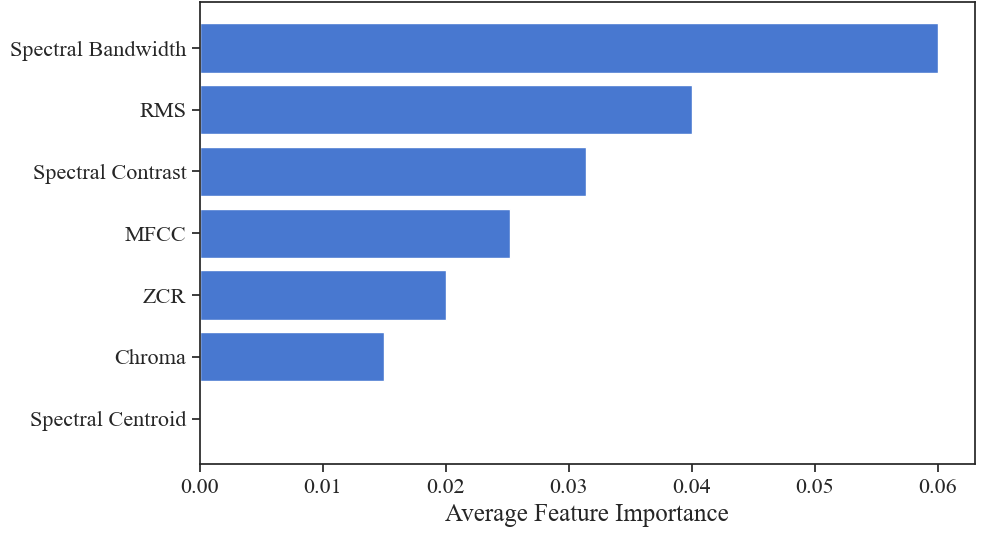 Spectral Bandwidth
RMS
Spectral Contrast
MFCC
ZCR
Chroma
Spectral Centroid
0.00 0.01 0.02 0.03 0.04 0.05 0.06
Average Feature Importance